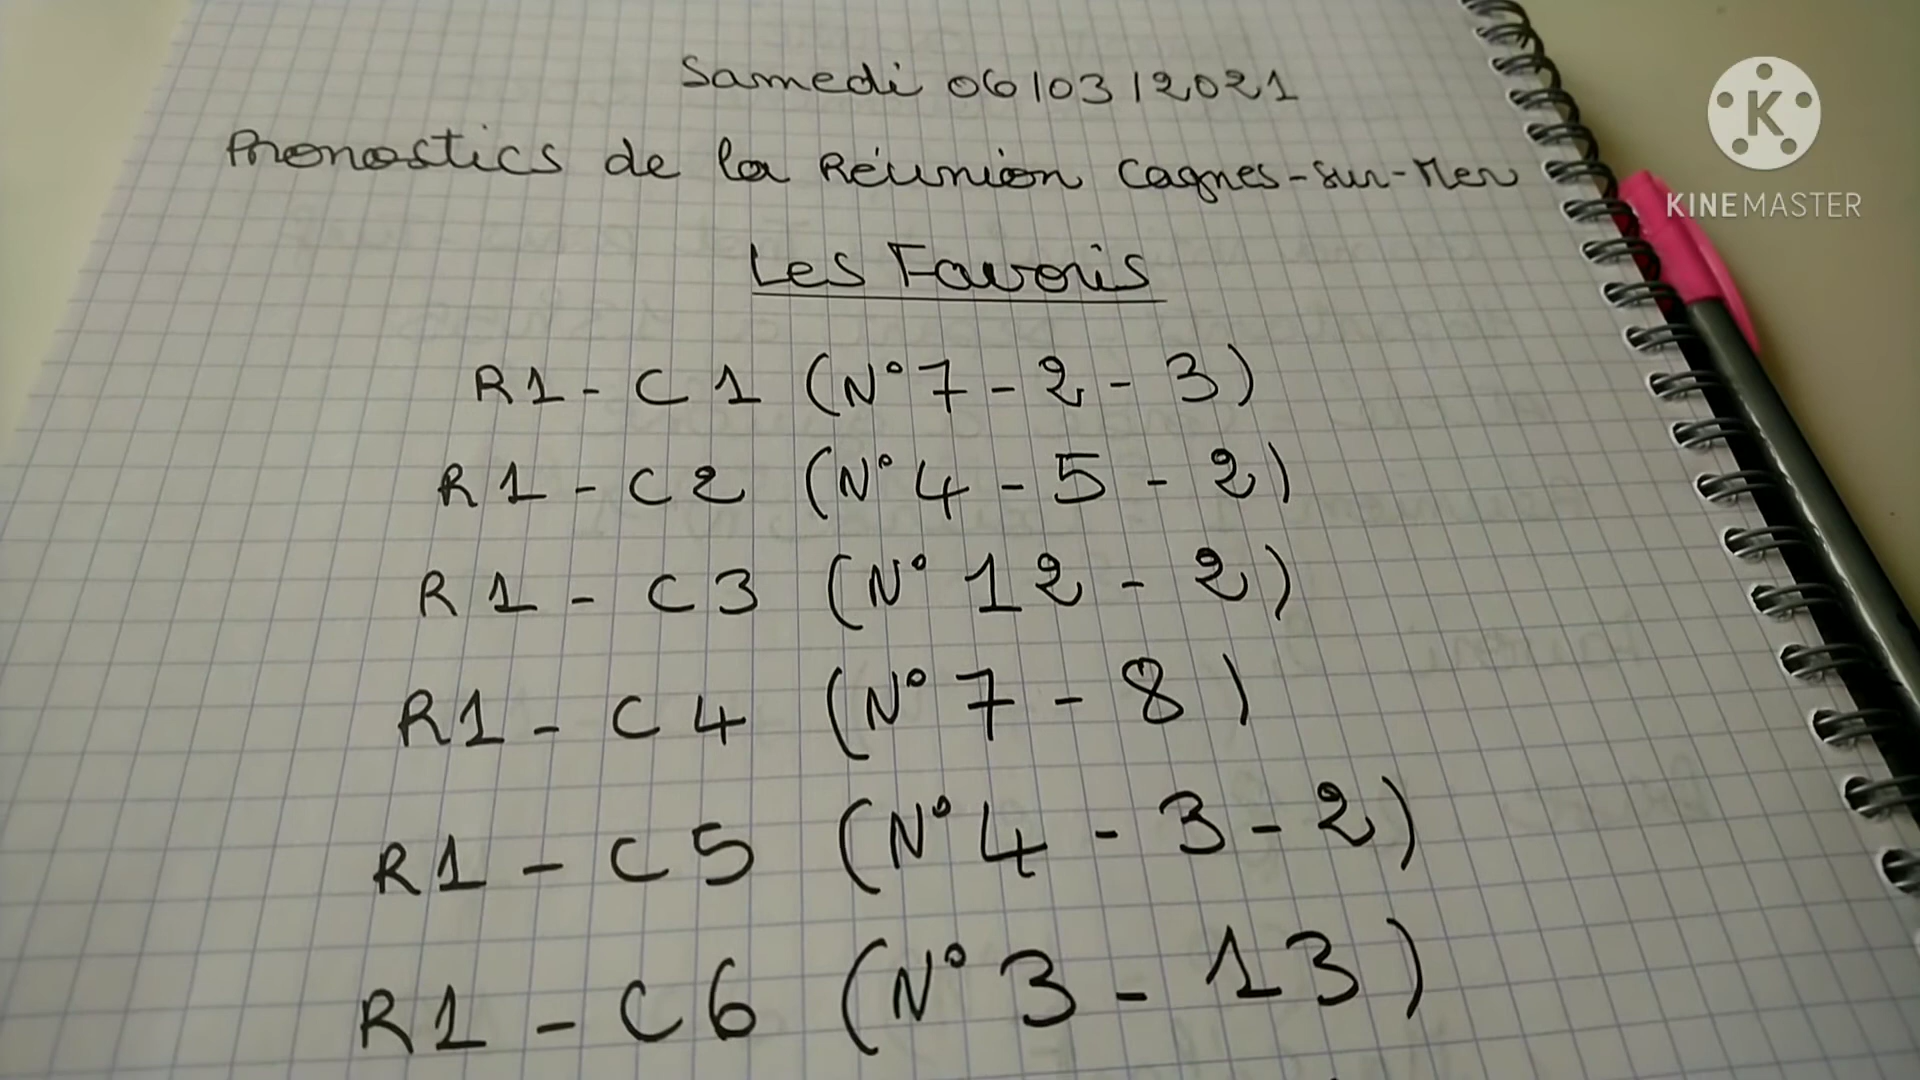 Samedi 06/03/2021
Pronostics de la Réunion Cagnes-sur-Mer
Les Favoris
R1 - C1 (N°7 - 2 - 3)
R1 - C2 (N°4 - 5 - 2)
R1 - C3 (N° 12 - 2)
R1 - C4 (N° 7 - 8)
R1 - C5 (N°4 - 3 - 2)
R1 - C6 (N° 3 - 13)
K
KINEMASTER